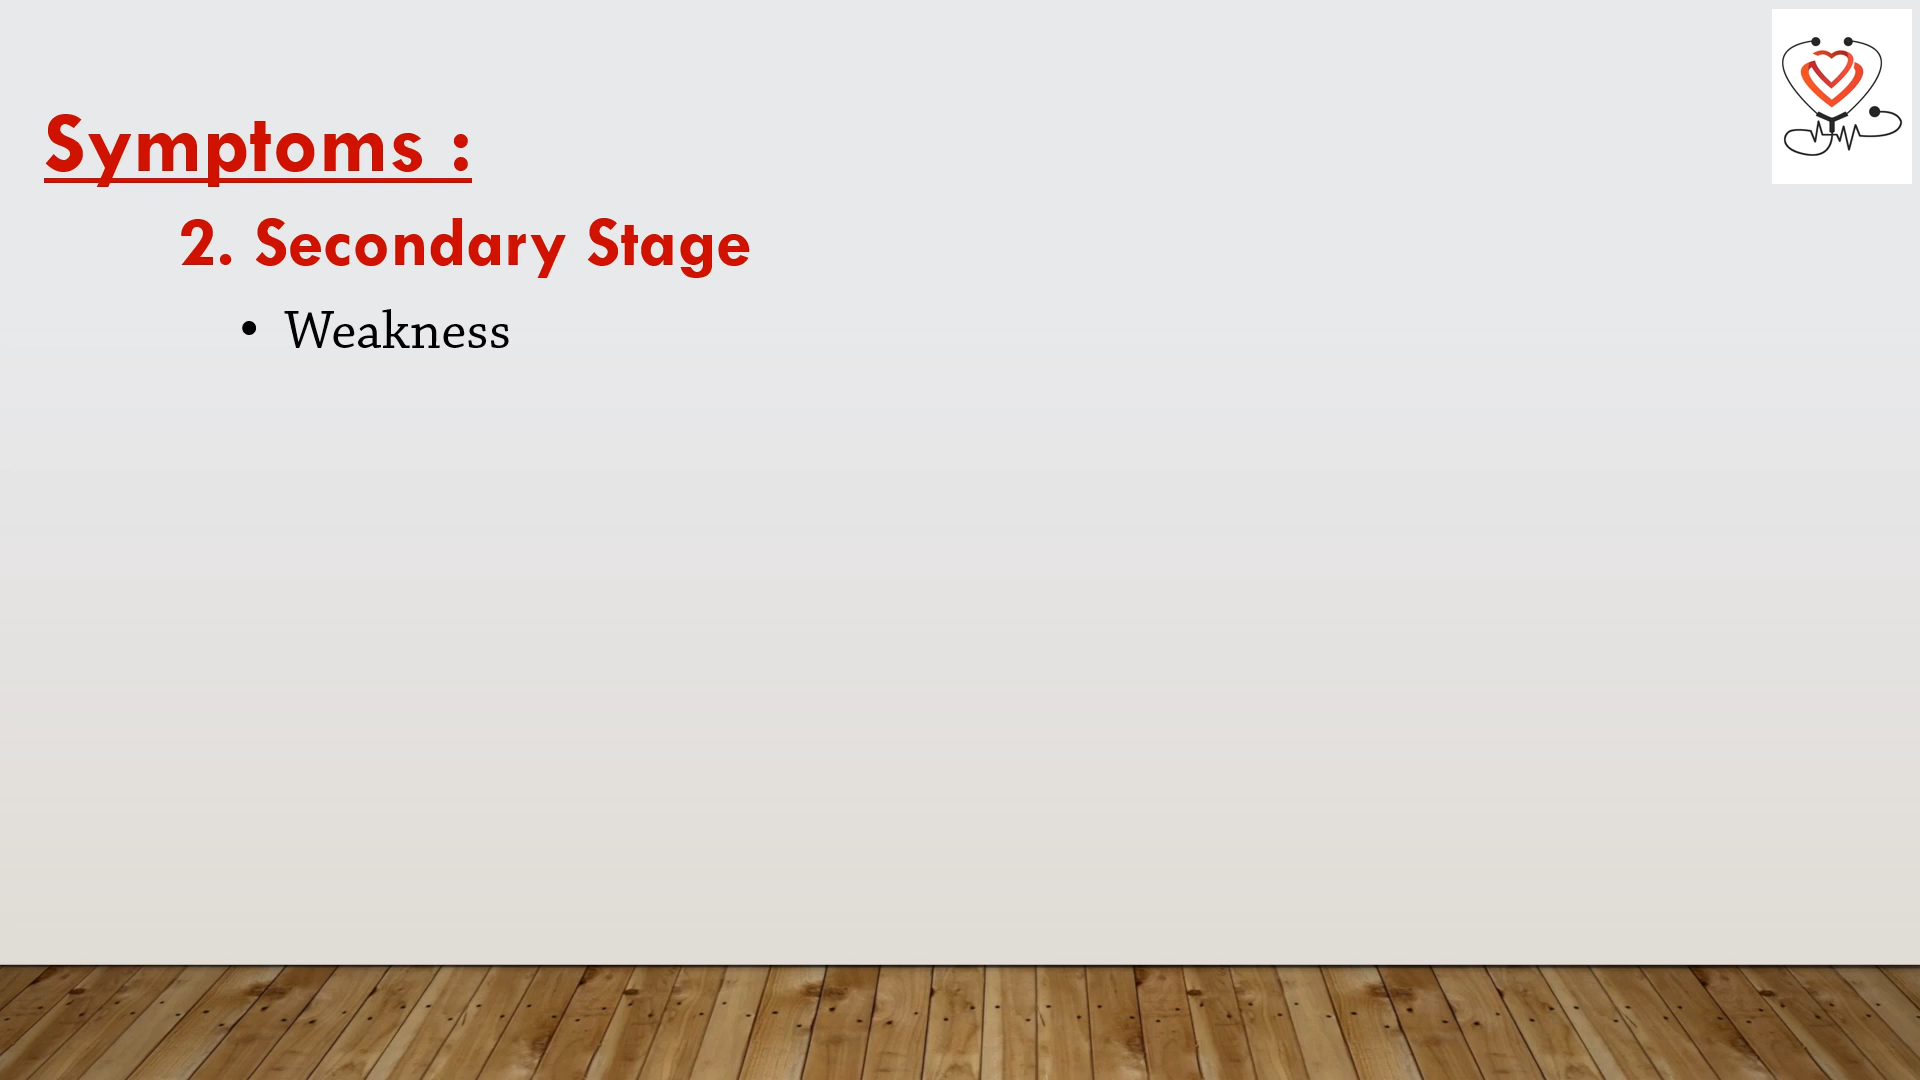 Symptoms :
2. Secondary Stage
• Weakness